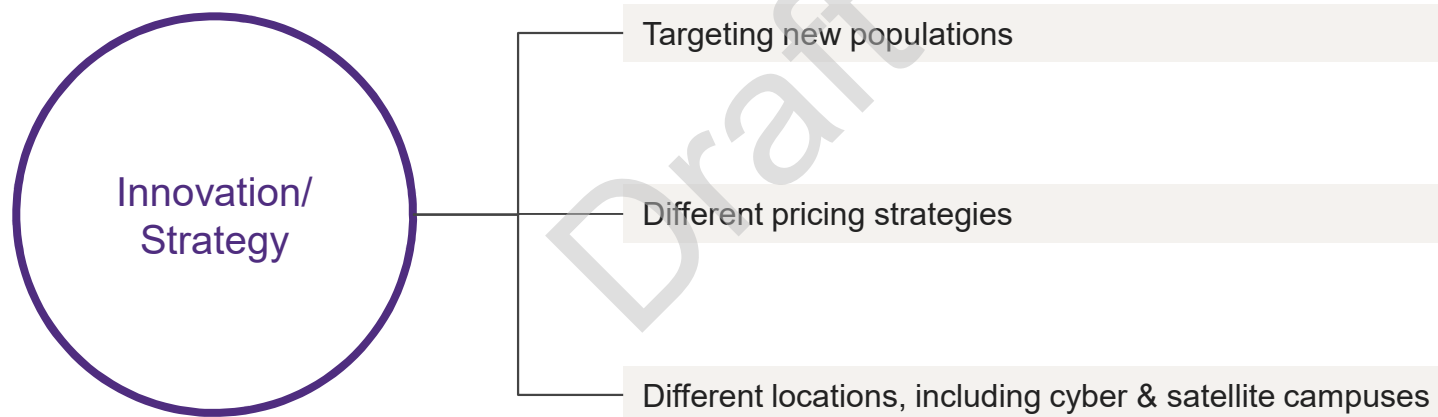 Innovation/
Strategy
Targeting new populations
Different pricing strategies
Different locations, including cyber & satellite campuses
Draft